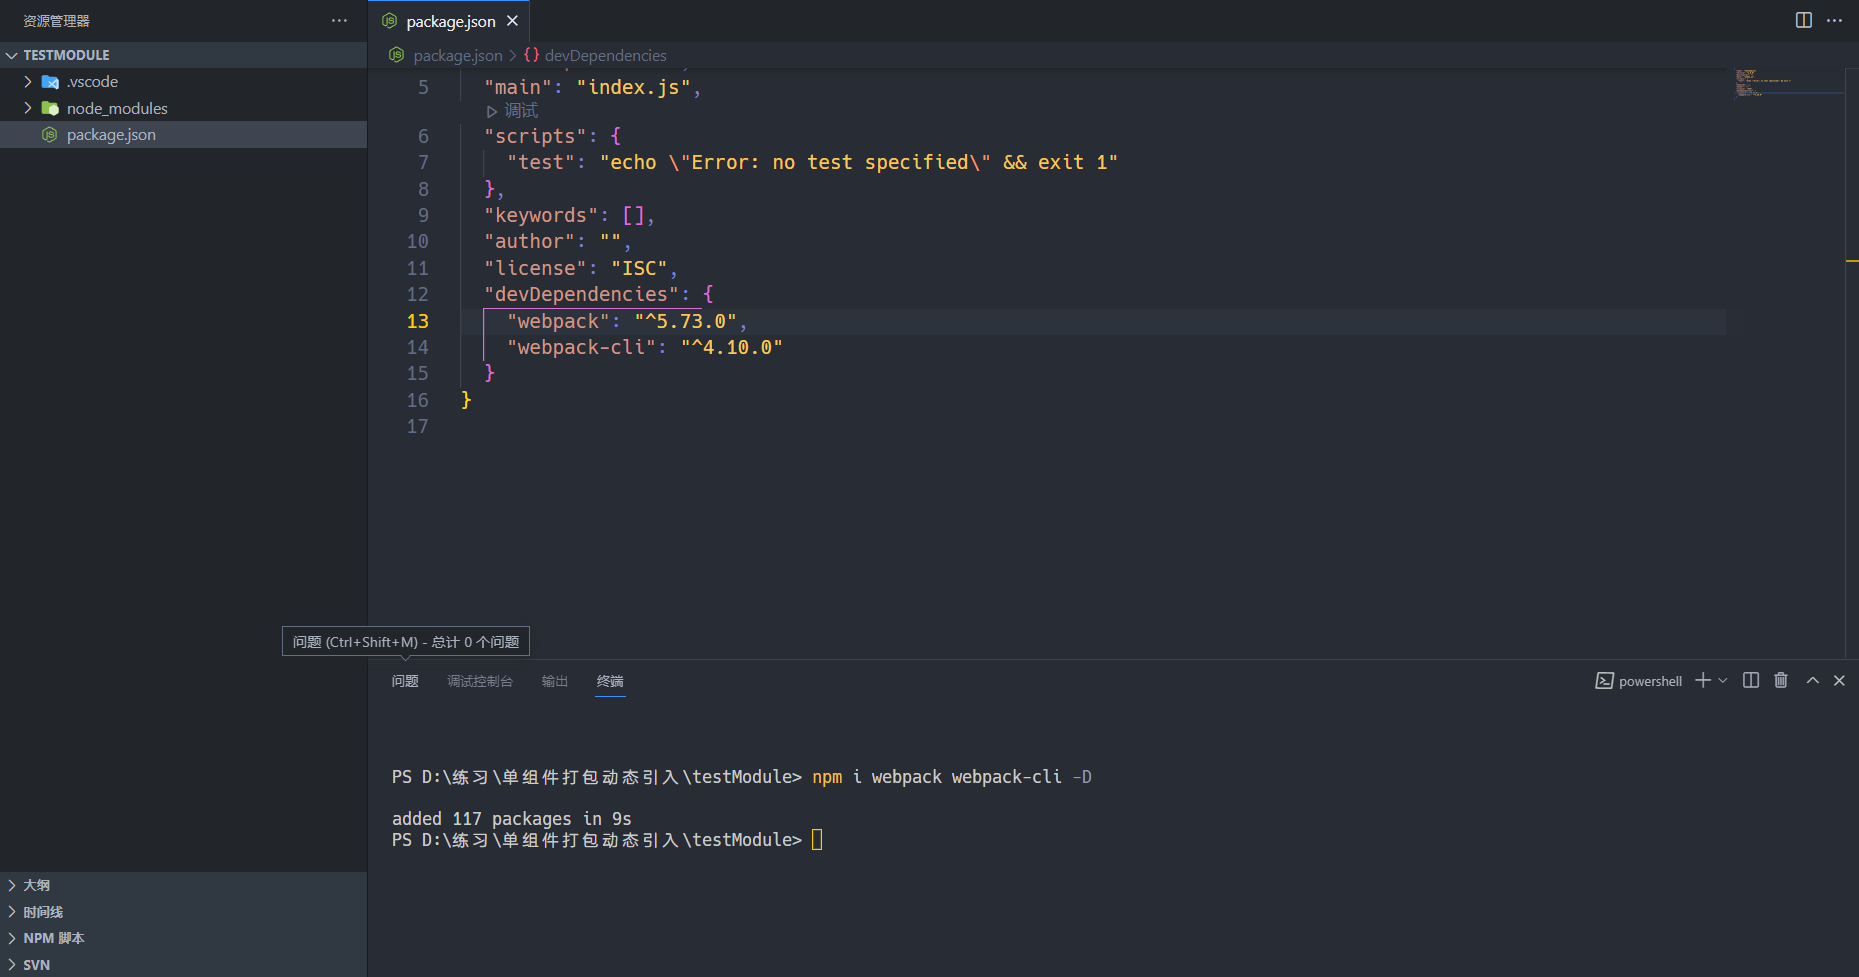 资源管理器
TESTMODULE
.vscode
node_modules
package.json
package.json
package.json > {} devDependencies
5 "main": "index.js",
调试
6 "scripts": {
7 "test": "echo \"Error: no test specified\" && exit 1"
8 },
9 "keywords": [],
10 "author": "",
11 "license": "ISC",
12 "devDependencies": {
13 "webpack": "^5.73.0",
14 "webpack-cli": "^4.10.0"
15 }
16 }
17
问题 (Ctrl+Shift+M) - 总计 0 个问题
问题 调试控制台 输出 终端
powershell
PS D:\练习\单组件打包动态引入\testModule> npm i webpack webpack-cli -D
added 117 packages in 9s
PS D:\练习\单组件打包动态引入\testModule>
大纲
时间线
NPM 脚本
SVN